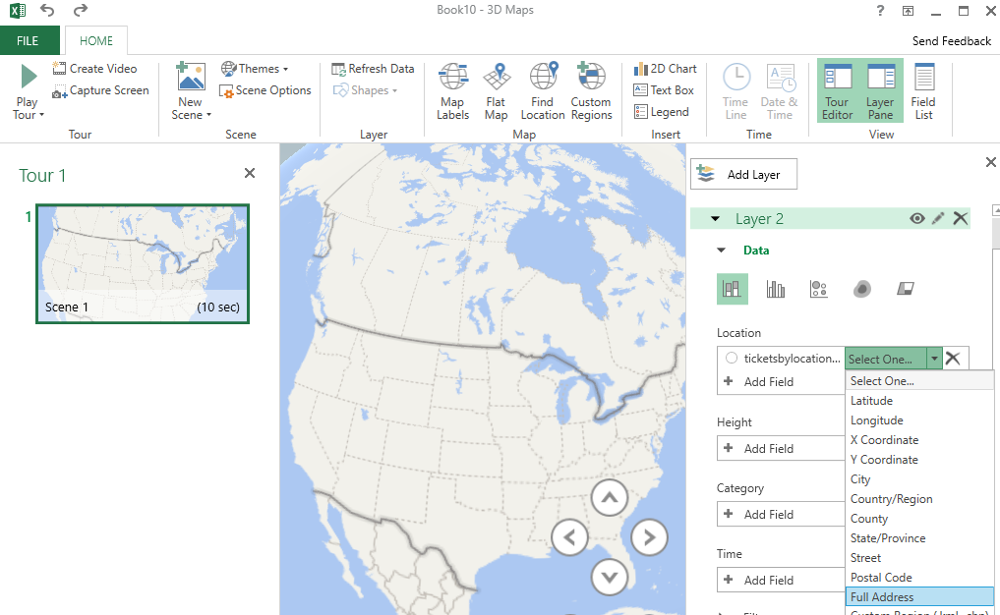 Book10 - 3D Maps
?
FILE
HOME
Send Feedback
Play
Tour
Create Video
Capture Screen
Tour
New
Scene
Themes
Scene Options
Scene
Refresh Data
Shapes
Layer
Map
Labels
Flat
Map
Find
Location
Custom
Regions
Map
2D Chart
Text Box
Legend
Insert
Time
Line
Date &
Time
Time
Tour
Editor
Layer
Pane
Field
List
View
Tour 1
1
Scene 1
(10 sec)
Add Layer
Layer 2
Data
Location
ticketsbylocation...
Select One...
Add Field
Height
Add Field
Category
Add Field
Time
Add Field
Select One...
Latitude
Longitude
X Coordinate
Y Coordinate
City
Country/Region
County
State/Province
Street
Postal Code
Full Address
Custom Region (.kml, .shp)